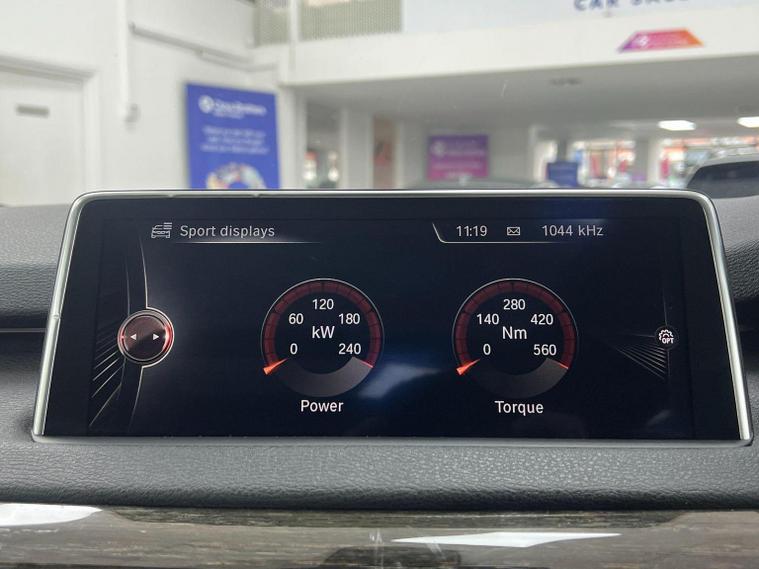 CAR
Sport displays
11:19
1044 kHz
120
60
180
kW
0
240
Power
280
140
420
Nm
0
560
Torque
OPT